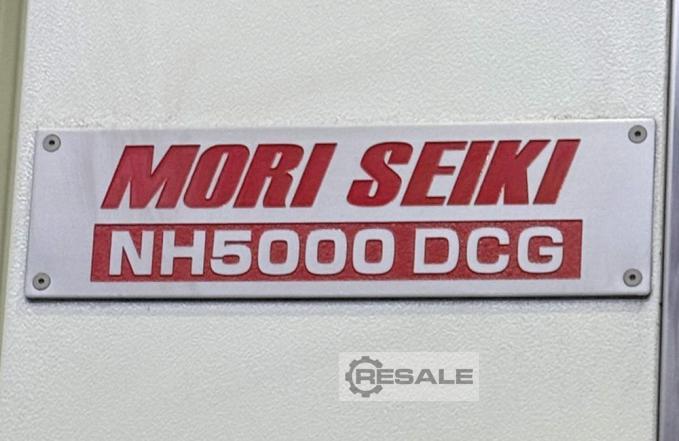 MORI SEIKI
NH5000 DCG
RESALE